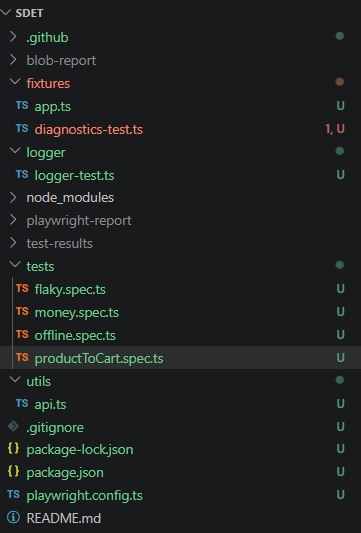 SDET
.github
blob-report
fixtures
TS app.ts U
TS diagnostics-test.ts 1, U
logger
TS logger-test.ts U
node_modules
playwright-report
test-results
tests
TS flaky.spec.ts U
TS money.spec.ts U
TS offline.spec.ts U
TS productToCart.spec.ts U
utils
TS api.ts U
.gitignore U
{} package-lock.json U
{} package.json U
TS playwright.config.ts U
README.md